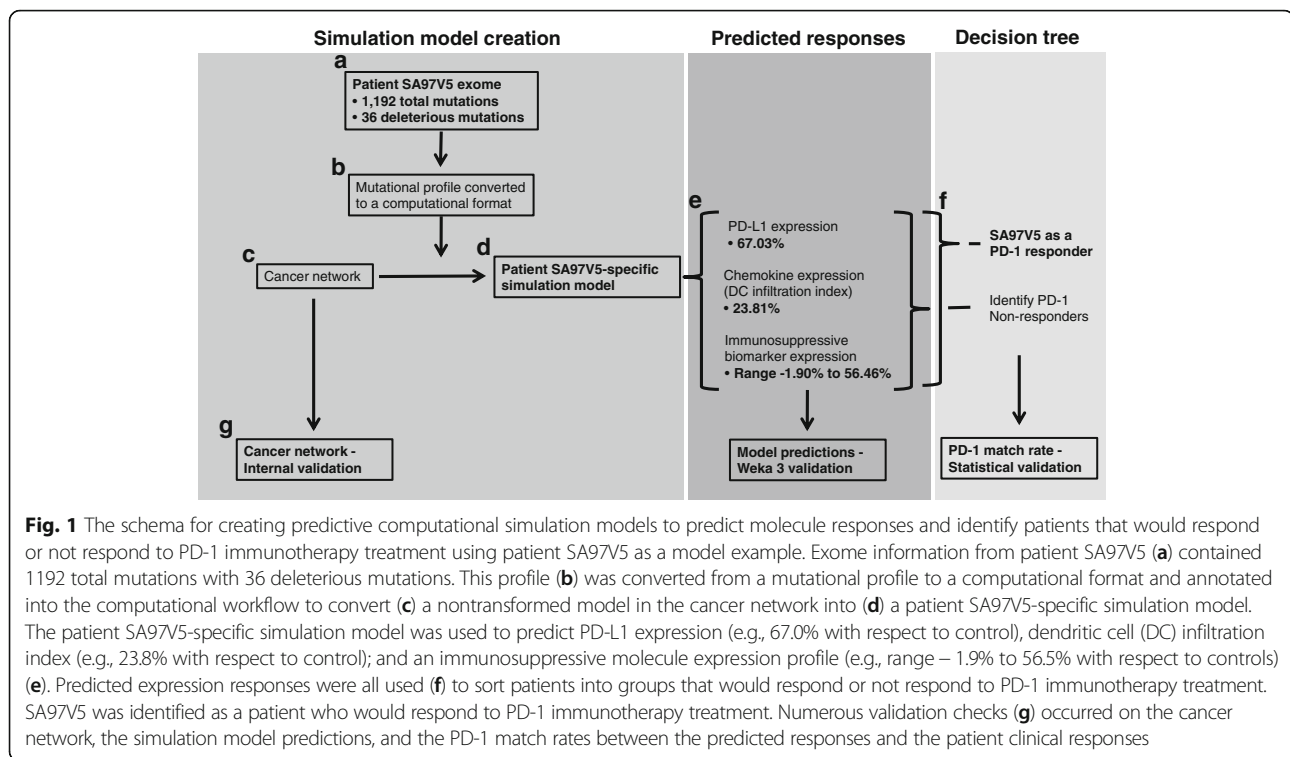 Simulation model creation
Predicted responses
Decision tree
a
Patient SA97V5 exome
• 1,192 total mutations
• 36 deleterious mutations
b
Mutational profile converted
to a computational format
c
Cancer network
d
Patient SA97V5-specific
simulation model
g
Cancer network -
Internal validation
e
PD-L1 expression
• 67.03%
Chemokine expression
(DC infiltration index)
• 23.81%
Immunosuppressive
biomarker expression
• Range -1.90% to 56.46%
Model predictions -
Weka 3 validation
f
SA97V5 as a
PD-1 responder
Identify PD-1
Non-responders
PD-1 match rate -
Statistical validation
Fig. 1 The schema for creating predictive computational simulation models to predict molecule responses and identify patients that would respond
or not respond to PD-1 immunotherapy treatment using patient SA97V5 as a model example. Exome information from patient SA97V5 (a) contained
1192 total mutations with 36 deleterious mutations. This profile (b) was converted from a mutational profile to a computational format and annotated
into the computational workflow to convert (c) a nontransformed model in the cancer network into (d) a patient SA97V5-specific simulation model.
The patient SA97V5-specific simulation model was used to predict PD-L1 expression (e.g., 67.0% with respect to control), dendritic cell (DC) infiltration
index (e.g., 23.8% with respect to control); and an immunosuppressive molecule expression profile (e.g., range − 1.9% to 56.5% with respect to controls)
(e). Predicted expression responses were all used (f) to sort patients into groups that would respond or not respond to PD-1 immunotherapy treatment.
SA97V5 was identified as a patient who would respond to PD-1 immunotherapy treatment. Numerous validation checks (g) occurred on the cancer
network, the simulation model predictions, and the PD-1 match rates between the predicted responses and the patient clinical responses